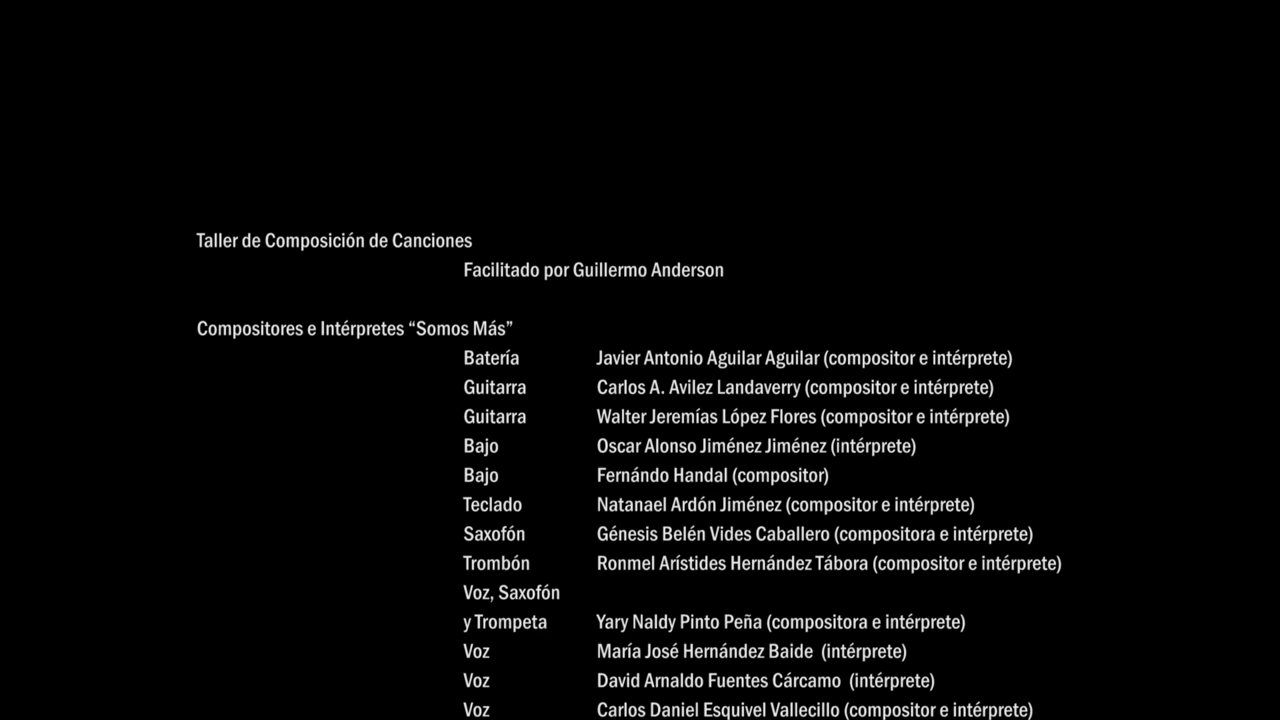 Taller de Composición de Canciones
Facilitado por Guillermo Anderson
Compositores e Intérpretes “Somos Más”
Batería Javier Antonio Aguilar Aguilar (compositor e intérprete)
Guitarra Carlos A. Avilez Landaverry (compositor e intérprete)
Guitarra Walter Jeremías López Flores (compositor e intérprete)
Bajo Oscar Alonso Jiménez Jiménez (intérprete)
Bajo Fernándo Handal (compositor)
Teclado Natanael Ardón Jiménez (compositor e intérprete)
Saxofón Génesis Belén Vides Caballero (compositora e intérprete)
Trombón Ronmel Arístides Hernández Tábora (compositor e intérprete)
Voz, Saxofón
y Trompeta Yary Naldy Pinto Peña (compositora e intérprete)
Voz María José Hernández Baide (intérprete)
Voz David Arnaldo Fuentes Cárcamo (intérprete)
Voz Carlos Daniel Esquivel Vallecillo (compositor e intérprete)